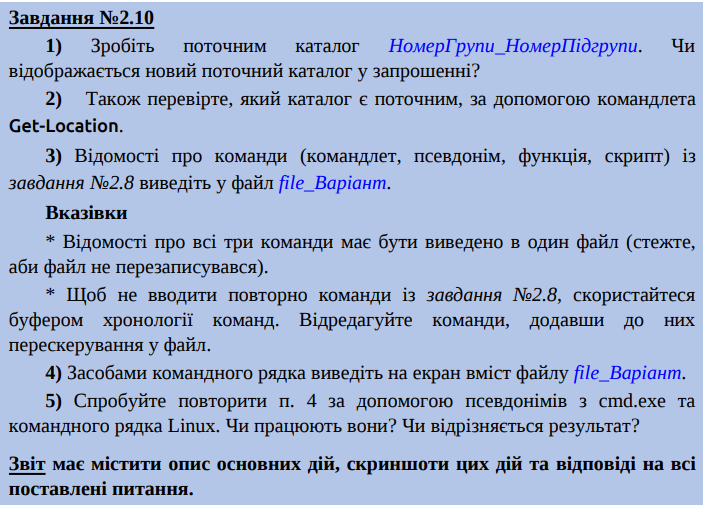 Завдання №2.10
1) Зробіть поточним каталог НомерГрупи_НомерПідгрупи. Чи
відображається новий поточний каталог у запрошенні?
2) Також перевірте, який каталог є поточним, за допомогою командлета
Get-Location.
3) Відомості про команди (командлет, псевдонім, функція, скрипт) із
завдання №2.8 виведіть у файл file_Варіант.
Вказівки
* Відомості про всі три команди має бути виведено в один файл (стежте,
аби файл не перезаписувався).
* Щоб не вводити повторно команди із завдання №2.8, скористайтеся
буфером хронології команд. Відредагуйте команди, додавши до них
перескерування у файл.
4) Засобами командного рядка виведіть на екран вміст файлу file_Варіант.
5) Спробуйте повторити п. 4 за допомогою псевдонімів з cmd.exe та
командного рядка Linux. Чи працюють вони? Чи відрізняється результат?
Звіт має містити опис основних дій, скриншоти цих дій та відповіді на всі
поставлені питання.